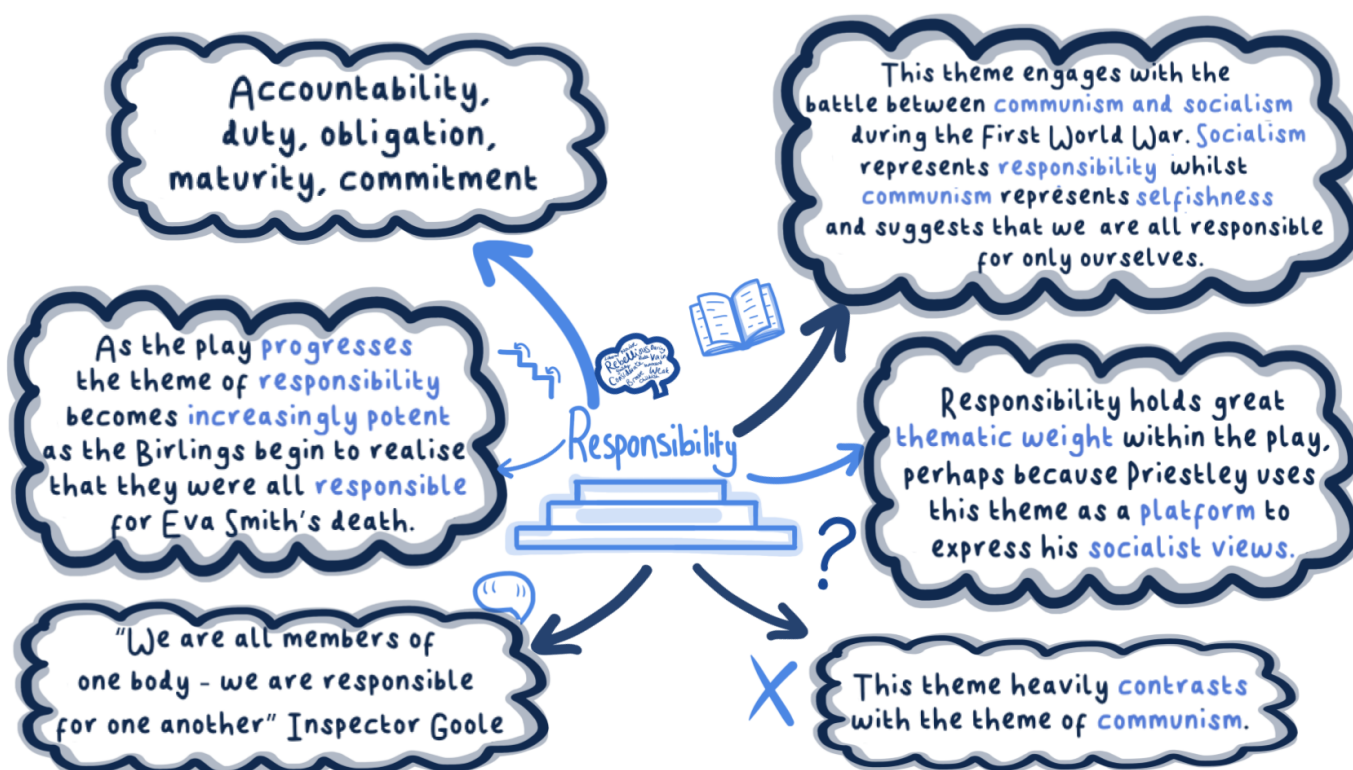 Accountability,
duty, obligation,
maturity, commitment
This theme engages with the
battle between communism and socialism
during the First World War. Socialism
represents responsibility whilst
communism represents selfishness
and suggests that we are all responsible
for only ourselves.
As the play progresses
the theme of responsibility
becomes increasingly potent
as the Birlings begin to realise
that they were all responsible
for Eva Smith's death.
Rebellious
Vain
Confident
Brave West
Responsibility
Responsibility holds great
thematic weight within the play,
perhaps because Priestley uses
this theme as a platform to
express his socialist views.
?
"We are all members of
one body - we are responsible
for one another" Inspector Goole
X
This theme heavily contrasts
with the theme of communism.